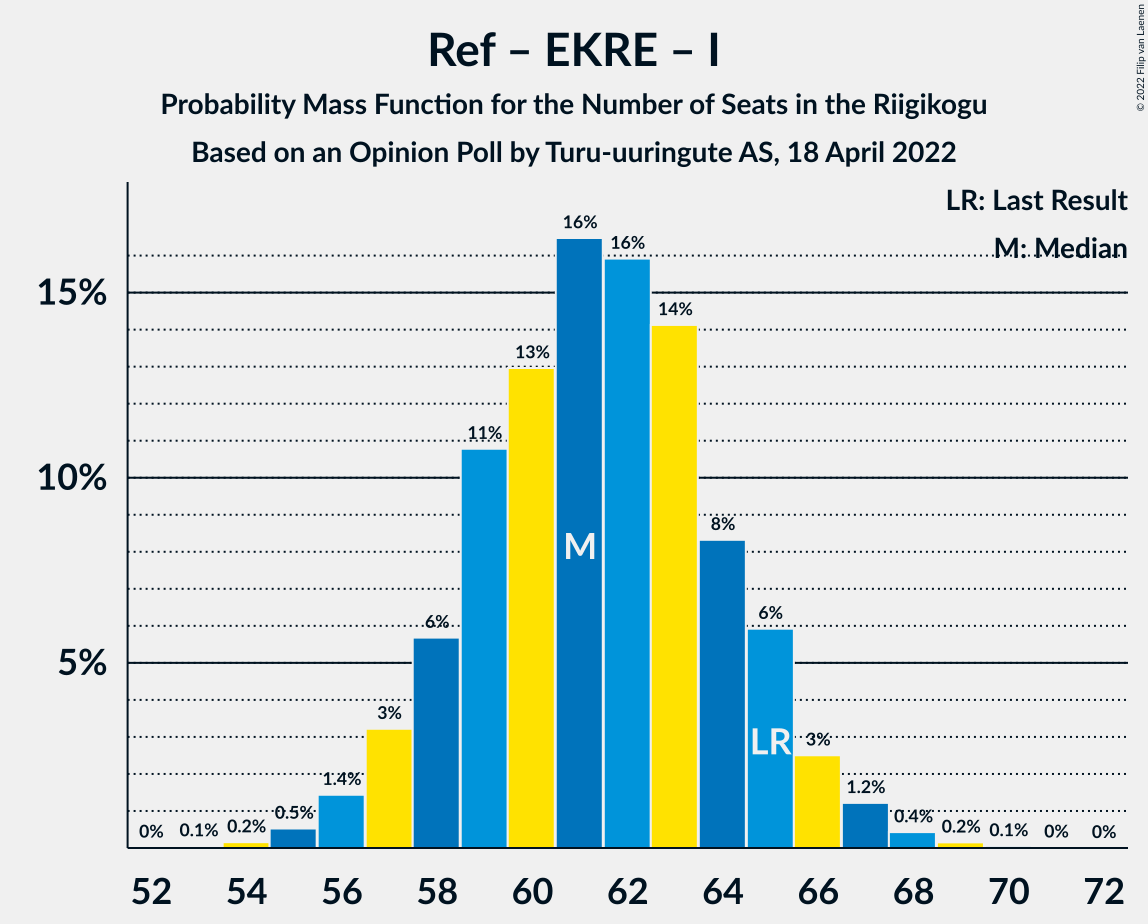 Ref – EKRE – I
Probability Mass Function for the Number of Seats in the Riigikogu
Based on an Opinion Poll by Turu-uuringute AS, 18 April 2022
© 2022 Filip van Laenen
LR: Last Result
M: Median
15%
10%
5%
0% 0.1% 0.2% 0.5% 1.4% 3% 6% 11% 13% 16% 16% 14% 8% 6% 3% 1.2% 0.4% 0.2% 0.1% 0% 0%
M
LR
52 54 56 58 60 62 64 66 68 70 72